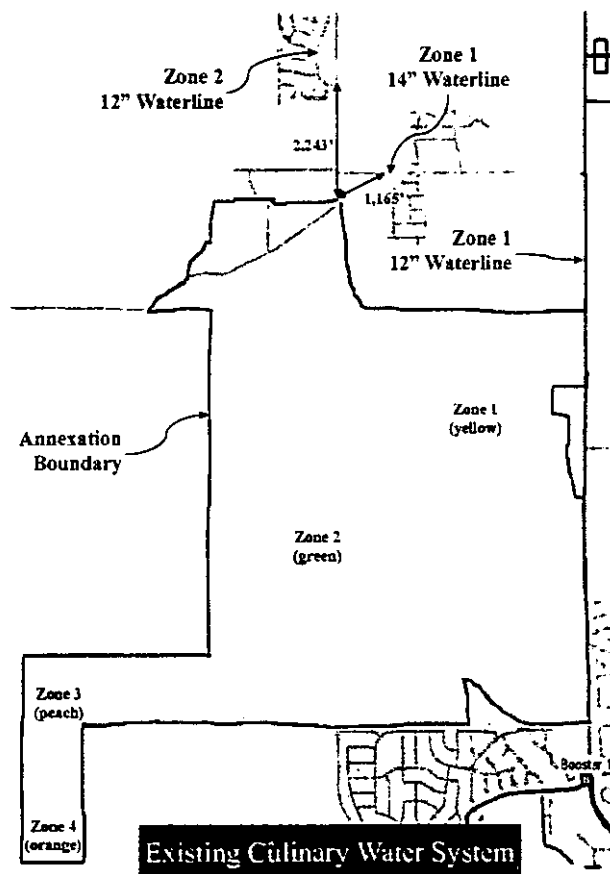 Zone 2
12” Waterline
Zone 1
14” Waterline
2,243'
1,165'
Zone 1
12” Waterline
Zone 1
(yellow)
Annexation
Boundary
Zone 2
(green)
Zone 3
(peach)
Booster 1
Zone 4
(orange)
Existing Culinary Water System